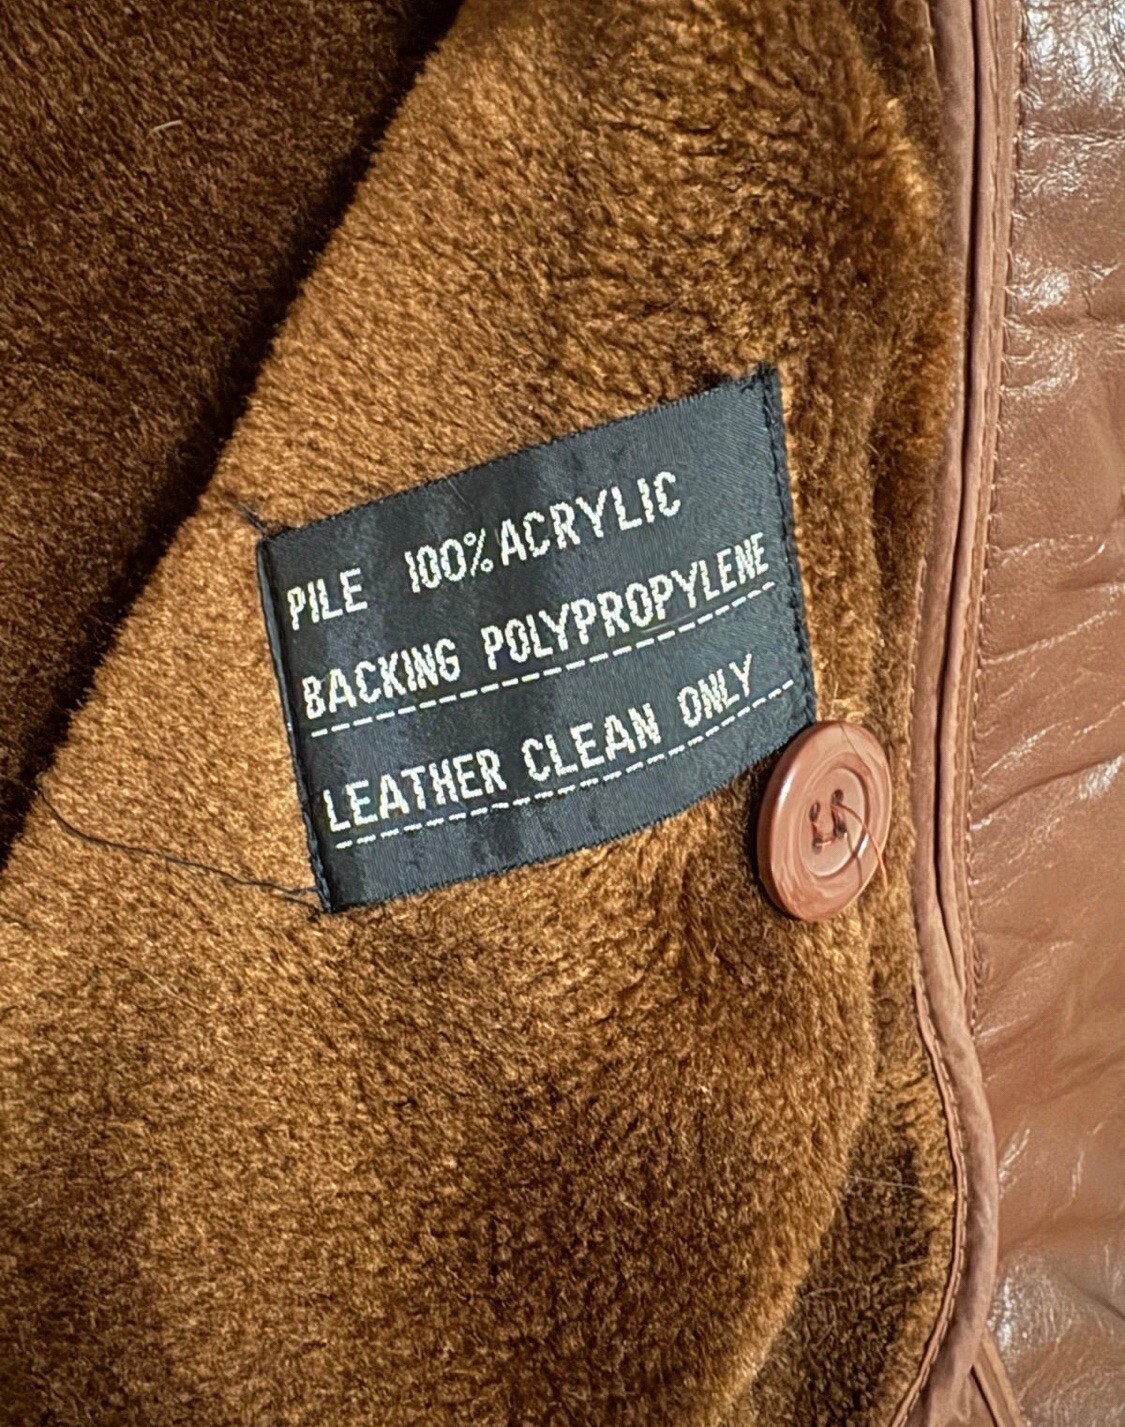 PILE 100% ACRYLIC
BACKING POLYPROPYLENE
LEATHER CLEAN ONLY